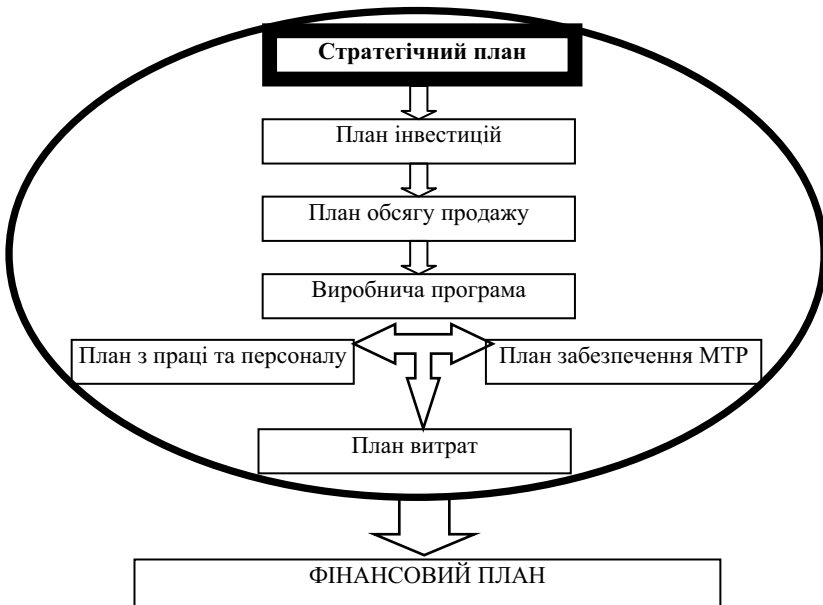 Стратегічний план
План інвестицій
План обсягу продажу
Виробнича програма
План з праці та персоналу
План забезпечення МТР
План витрат
ФІНАНСОВИЙ ПЛАН